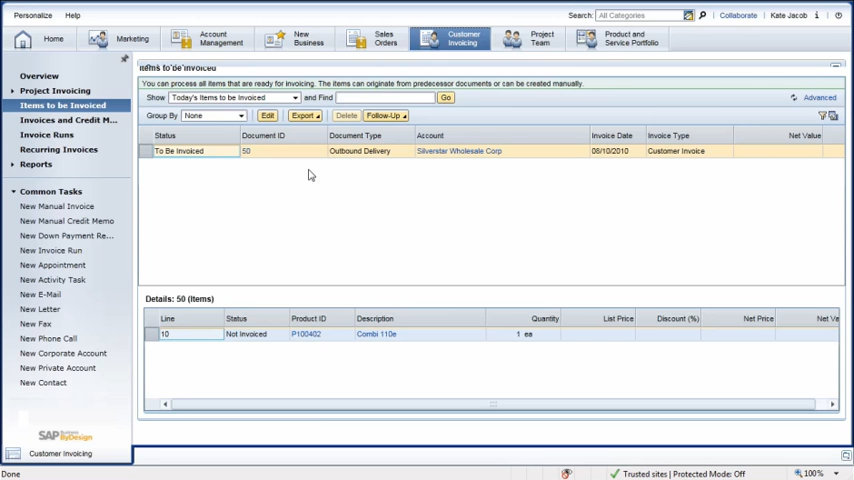 Personalize Help Search: All Categories Collaborate Kate Jacob
Home Marketing Account Management New Business Sales Orders Customer Invoicing Project Team Product and Service Portfolio
Overview
Project Invoicing
Items to be Invoiced
Invoices and Credit M...
Invoice Runs
Recurring Invoices
Reports
Common Tasks
New Manual Invoice
New Manual Credit Memo
New Down Payment Re...
New Invoice Run
New Appointment
New Activity Task
New E-Mail
New Letter
New Fax
New Phone Call
New Corporate Account
New Private Account
New Contact
SAP Business ByDesign
Customer Invoicing
Items to be Invoiced
You can process all items that are ready for invoicing. The items can originate from predecessor documents or can be created manually.
Show Today's Items to be Invoiced and Find Go Advanced
Group By None Edit Export Delete Follow-Up
Status Document ID Document Type Account Invoice Date Invoice Type Net Value
To Be Invoiced 50 Outbound Delivery Silverstar Wholesale Corp 08/10/2010 Customer Invoice
Details: 50 (Items)
Line Status Product ID Description Quantity List Price Discount (%) Net Price Net Va
10 Not Invoiced P100402 Combi 110e 1 ea
Done Trusted sites | Protected Mode: Off 100%